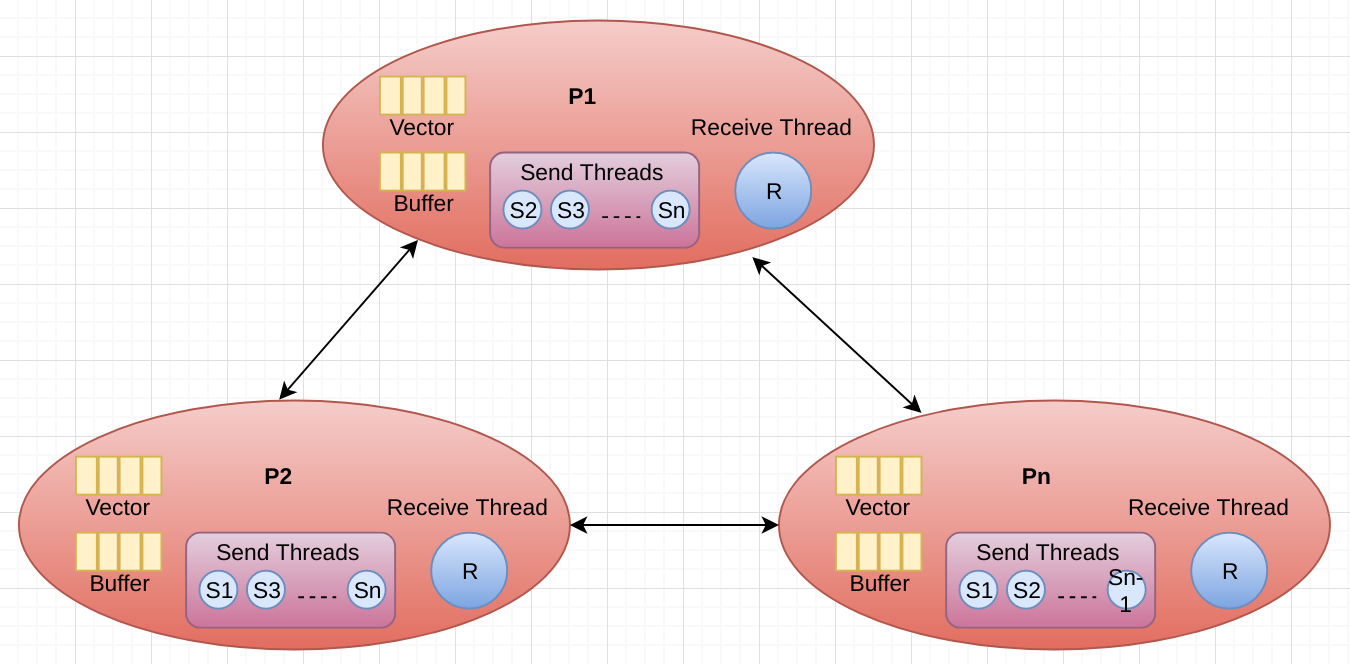 P1
Vector
Receive Thread
Buffer
Send Threads
S2 S3 ---- Sn
R
P2
Vector
Receive Thread
Buffer
Send Threads
S1 S3 ---- Sn
R
Pn
Vector
Receive Thread
Buffer
Send Threads
S1 S2 ---- Sn-
1
R